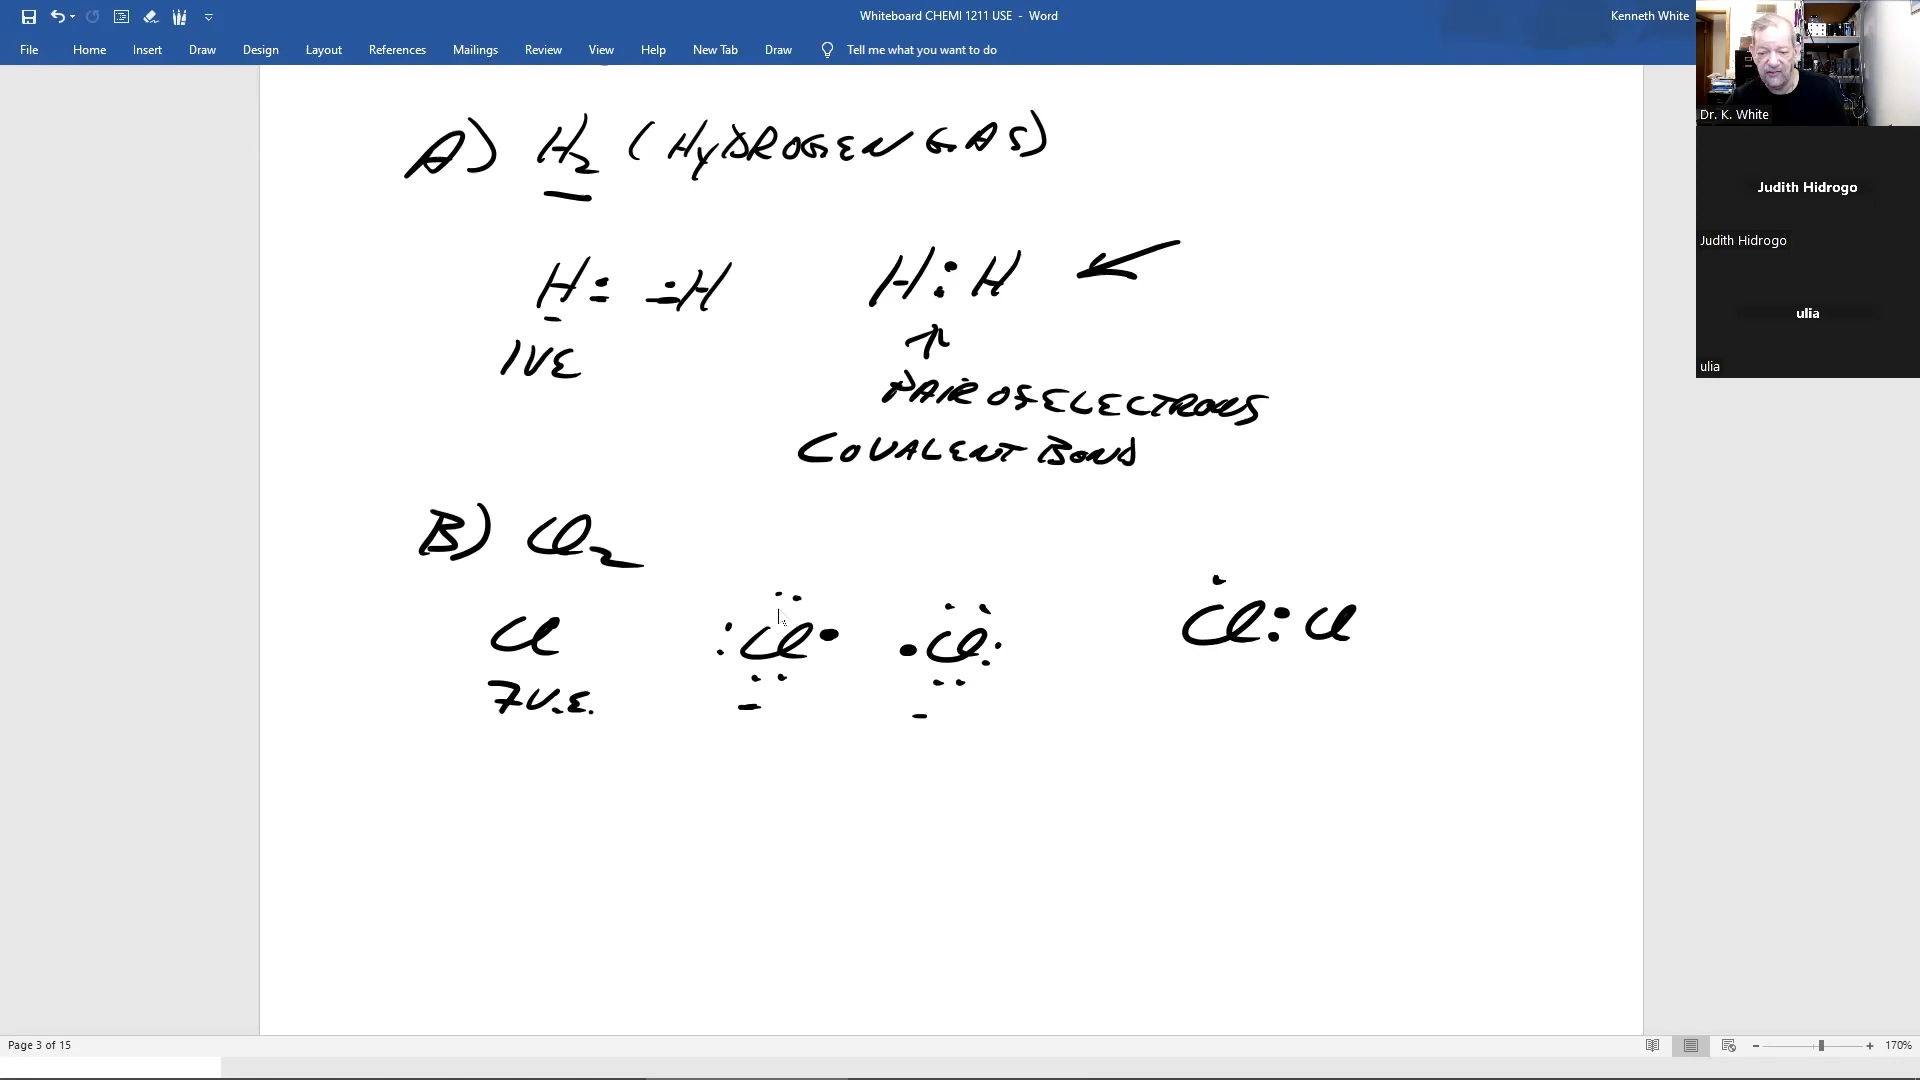 Whiteboard CHEMI 1211 USE - Word
Kenneth White
File Home Insert Draw Design Layout References Mailings Review View Help New Tab Draw Tell me what you want to do
Dr. K. White
Judith Hidrogo
Judith Hidrogo
ulia
ulia
A) H2 (HYDROGEN GAS)
H: :H H:H
1VE
PAIR OF ELECTRONS
COVALENT BOND
B) Cl2
Cl :Cl• •Cl: Cl:Cl
7V.E.
Page 3 of 15
170%